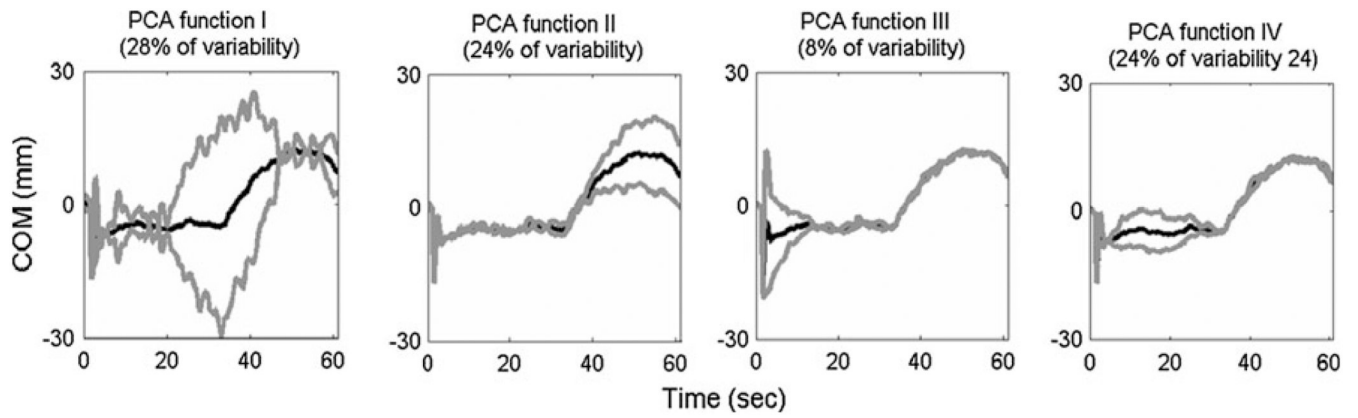 PCA function I
(28% of variability)
PCA function II
(24% of variability)
PCA function III
(8% of variability)
PCA function IV
(24% of variability 24)
COM (mm)
30
0
-30
0 20 40 60
30
0
-30
0 20 40 60
30
0
-30
0 20 40 60
30
0
-30
0 20 40 60
Time (sec)